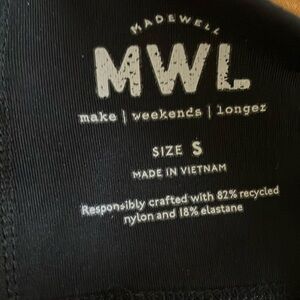 MADEWELL
MWL
make | weekends | longer
SIZE S
MADE IN VIETNAM
Responsibly crafted with 82% recycled
nylon and 18% elastane